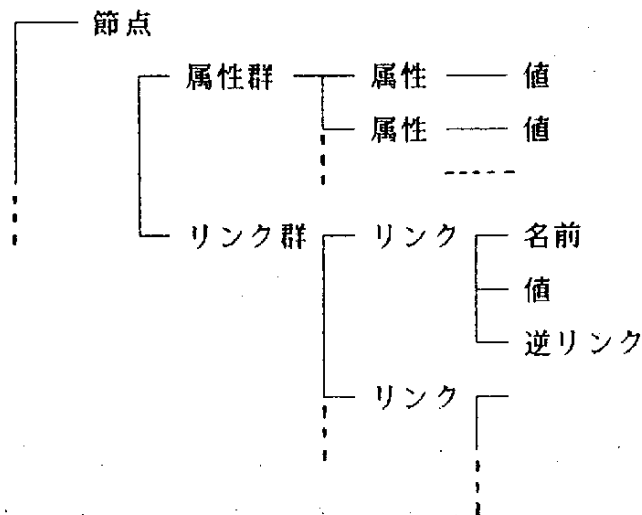 節点
属性群 属性 値
属性 値
リンク群 リンク 名前
値
逆リンク
リンク